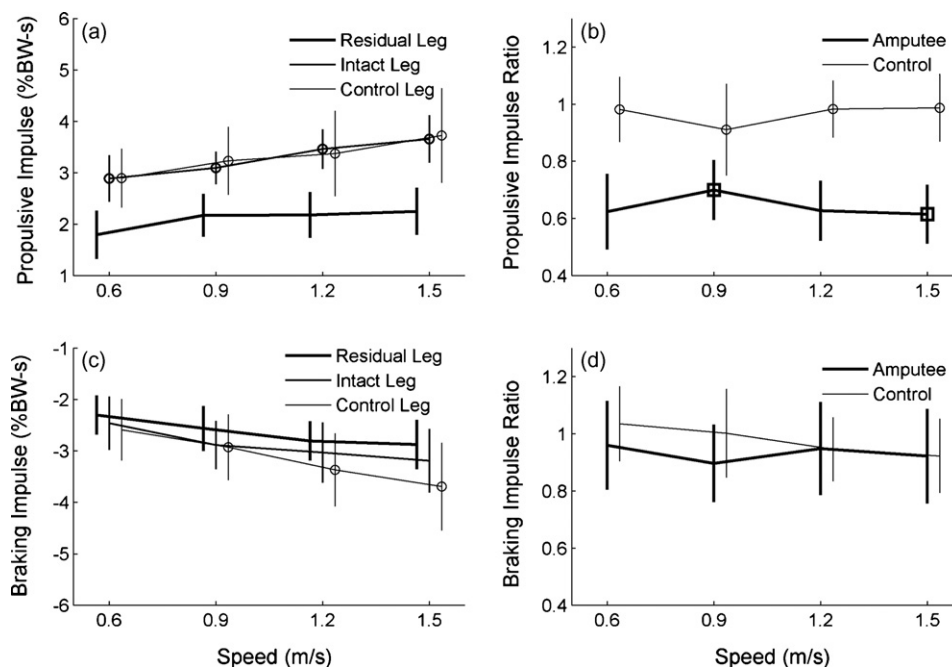 (a)
Residual Leg
Intact Leg
Control Leg
Propulsive Impulse (%BW-s)
6
5
4
3
2
1
0.6 0.9 1.2 1.5
(b)
Amputee
Control
Propulsive Impulse Ratio
1.2
1
0.8
0.6
0.4
0.6 0.9 1.2 1.5
(c)
Residual Leg
Intact Leg
Control Leg
Braking Impulse (%BW-s)
-1
-2
-3
-4
-5
-6
0.6 0.9 1.2 1.5
Speed (m/s)
(d)
Amputee
Control
Braking Impulse Ratio
1.2
1
0.8
0.6
0.4
0.6 0.9 1.2 1.5
Speed (m/s)